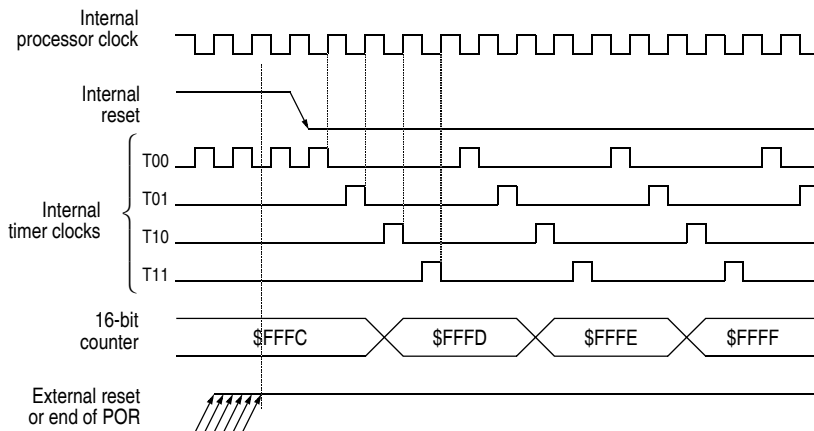 Internal
processor clock
Internal
reset
T00
T01
Internal
timer clocks
T10
T11
16-bit
counter
$FFFC
$FFFD
$FFFE
$FFFF
External reset
or end of POR